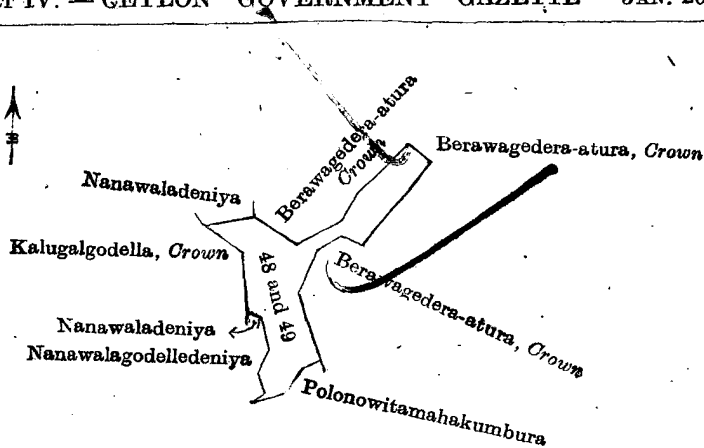 IV. — CEYLON GOVERNMENT GAZETTE JAN.
Berawagedera-atura
Crown
Berawagedera-atura, Crown
Nanawaladeniya
Kalugalgodella, Crown
48 and 49
Berawagedera-atura, Crown
Nanawaladeniya
Nanawalagodelledeniya
Polonowitamahakumbura